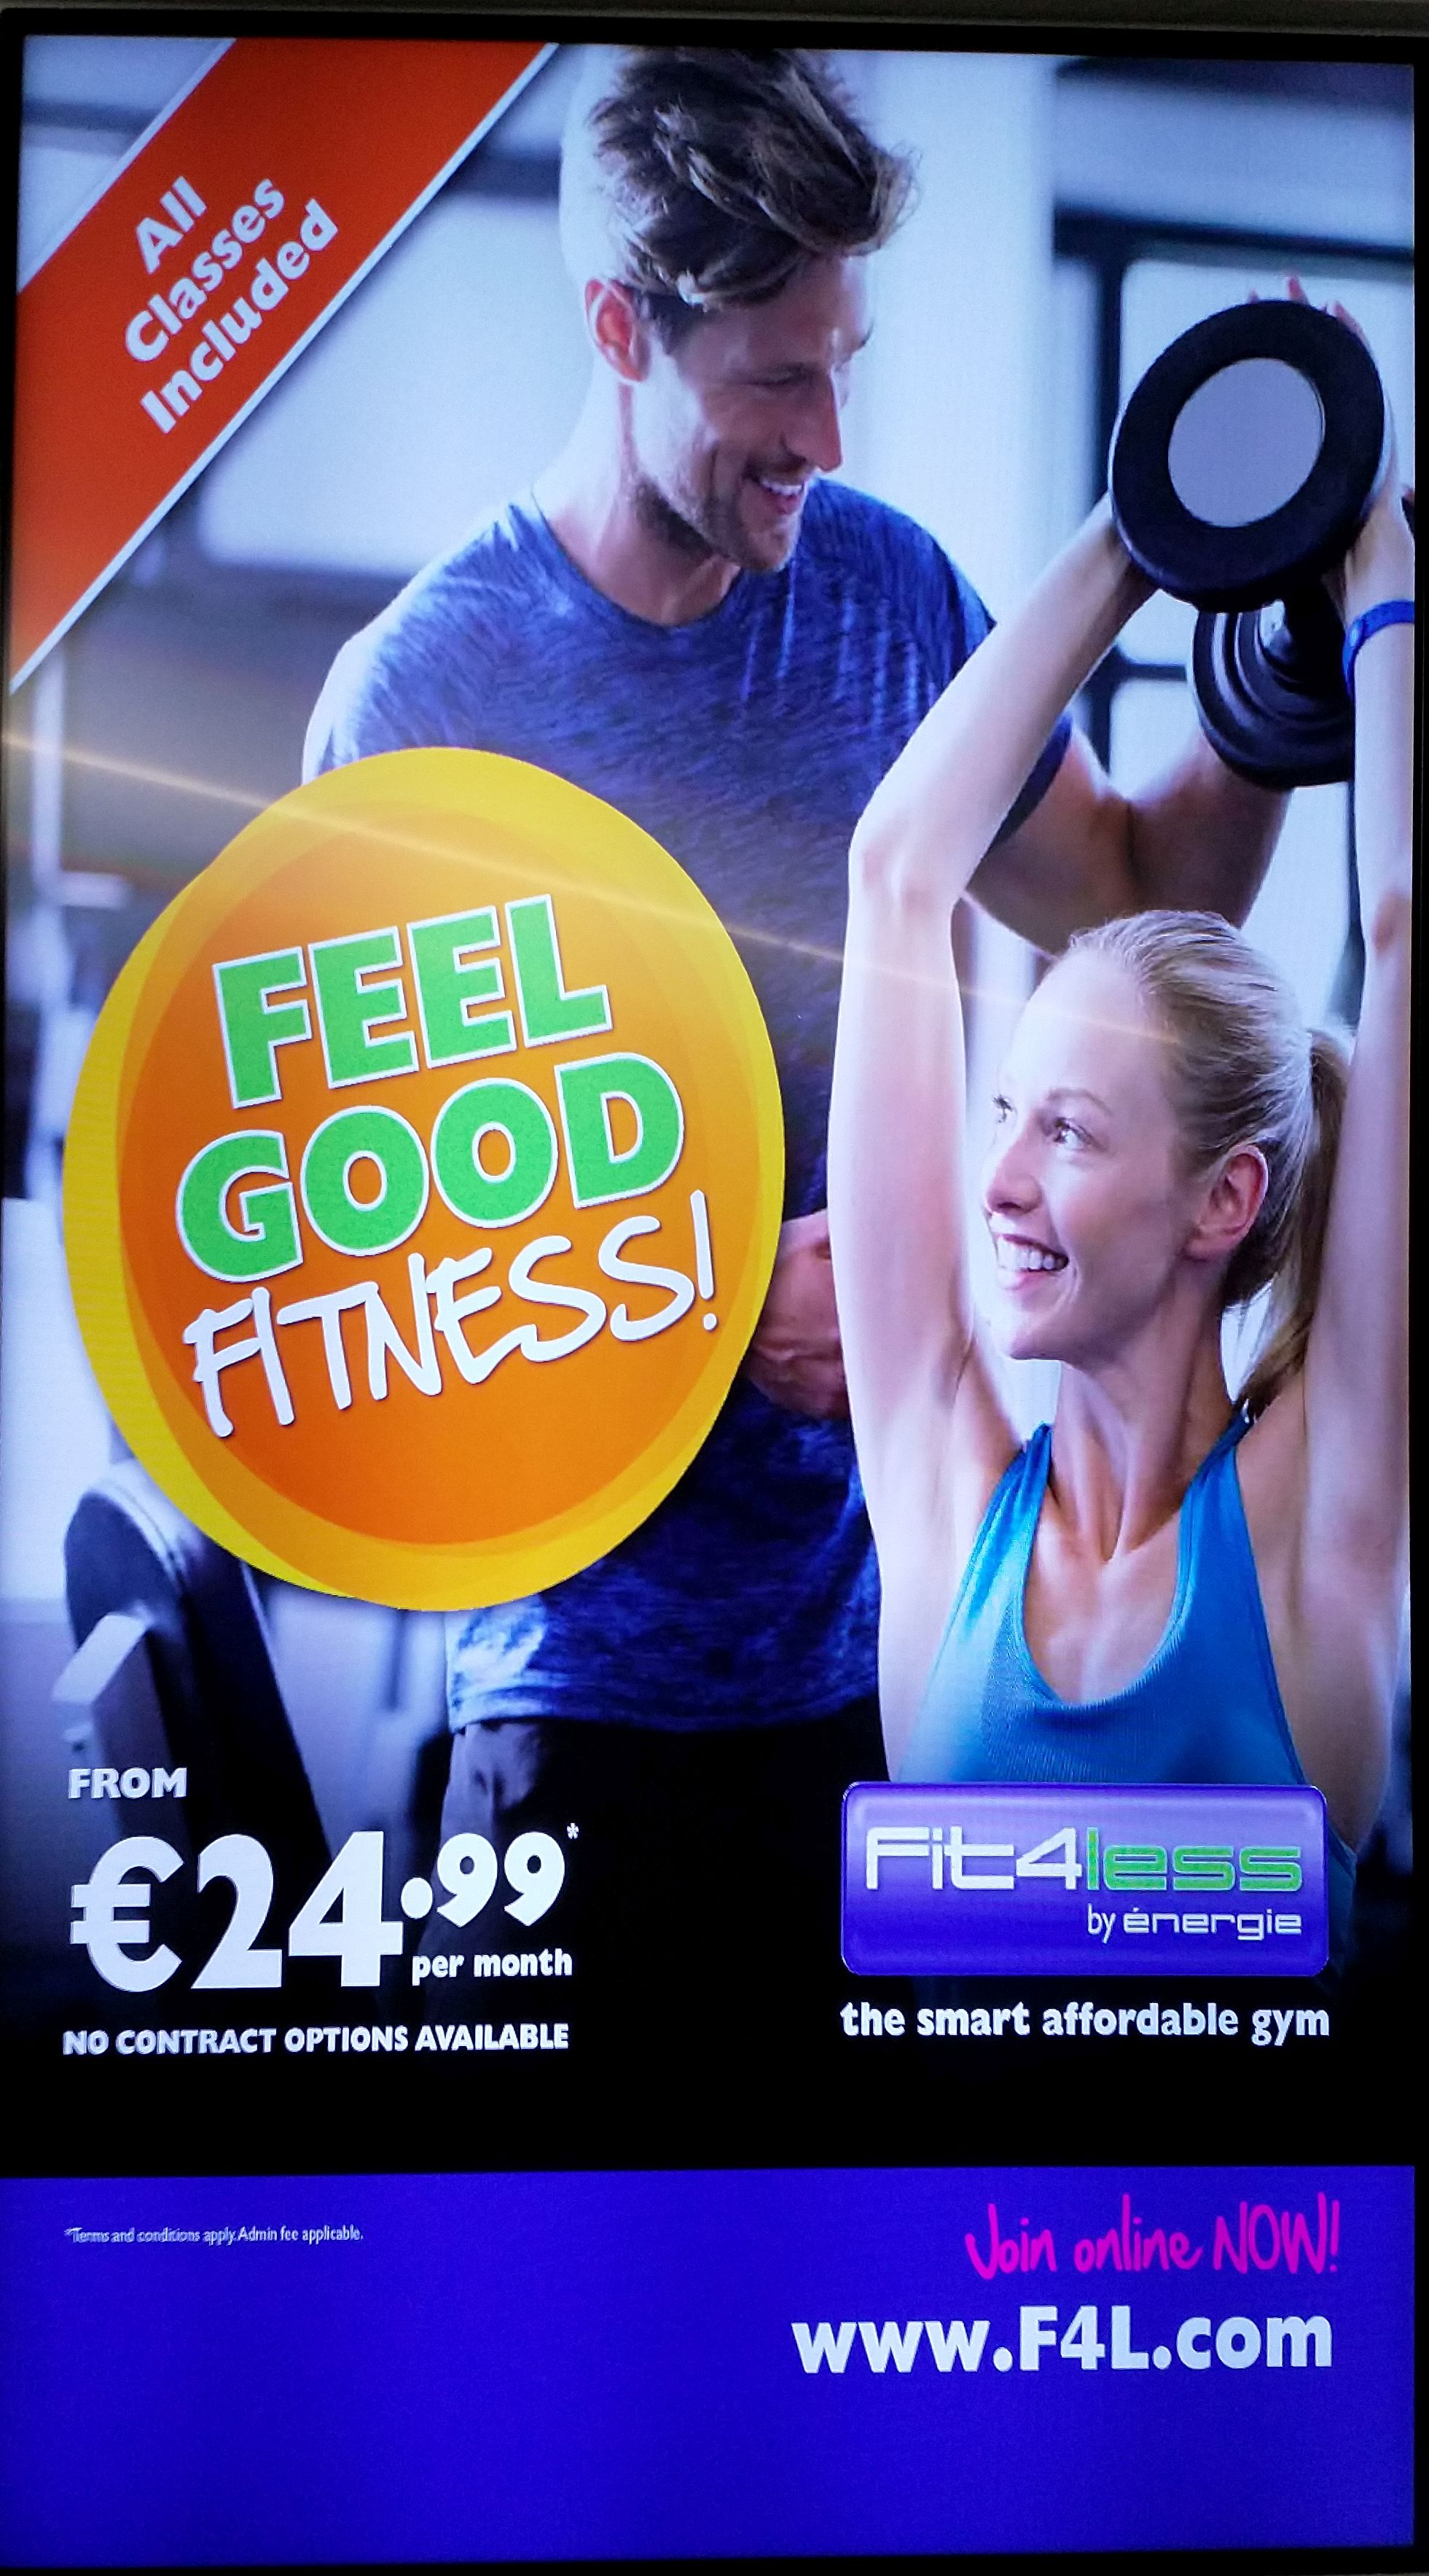 All
Classes
Included
FEEL
GOOD
FITNESS!
FROM
€24.99*
per month
NO CONTRACT OPTIONS AVAILABLE
Fit4less
by énergie
the smart affordable gym
*Terms and conditions apply. Admin fee applicable.
Join online NOW!
www.F4L.com